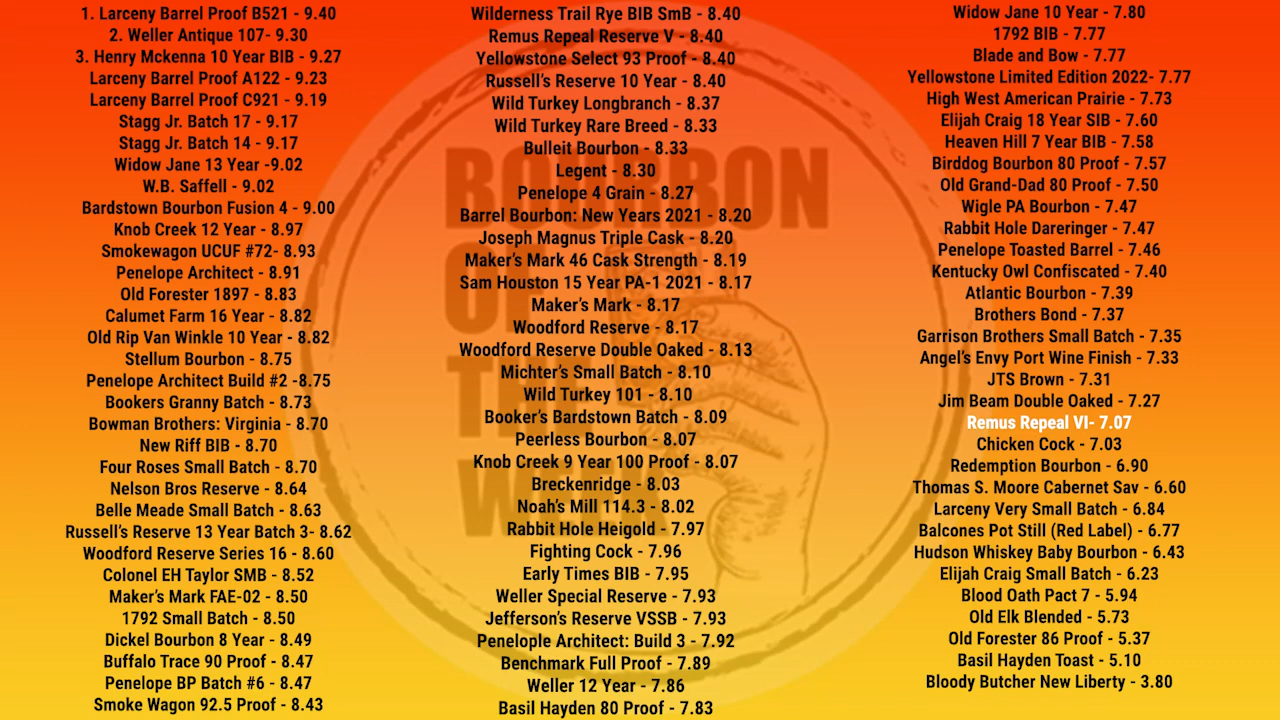 1. Larceny Barrel Proof B521 - 9.40
2. Weller Antique 107- 9.30
3. Henry Mckenna 10 Year BIB - 9.27
Larceny Barrel Proof A122 - 9.23
Larceny Barrel Proof C921 - 9.19
Stagg Jr. Batch 17 - 9.17
Stagg Jr. Batch 14 - 9.17
Widow Jane 13 Year -9.02
W.B. Saffell - 9.02
Bardstown Bourbon Fusion 4 - 9.00
Knob Creek 12 Year - 8.97
Smokewagon UCUF #72- 8.93
Penelope Architect - 8.91
Old Forester 1897 - 8.83
Calumet Farm 16 Year - 8.82
Old Rip Van Winkle 10 Year - 8.82
Stellum Bourbon - 8.75
Penelope Architect Build #2 -8.75
Bookers Granny Batch - 8.73
Bowman Brothers: Virginia - 8.70
New Riff BIB - 8.70
Four Roses Small Batch - 8.70
Nelson Bros Reserve - 8.64
Belle Meade Small Batch - 8.63
Russell's Reserve 13 Year Batch 3- 8.62
Woodford Reserve Series 16 - 8.60
Colonel EH Taylor SMB - 8.52
Maker's Mark FAE-02 - 8.50
1792 Small Batch - 8.50
Dickel Bourbon 8 Year - 8.49
Buffalo Trace 90 Proof - 8.47
Penelope BP Batch #6 - 8.47
Smoke Wagon 92.5 Proof - 8.43
Wilderness Trail Rye BIB SmB - 8.40
Remus Repeal Reserve V - 8.40
Yellowstone Select 93 Proof - 8.40
Russell's Reserve 10 Year - 8.40
Wild Turkey Longbranch - 8.37
Wild Turkey Rare Breed - 8.33
Bulleit Bourbon - 8.33
Legent - 8.30
Penelope 4 Grain - 8.27
Barrel Bourbon: New Years 2021 - 8.20
Joseph Magnus Triple Cask - 8.20
Maker's Mark 46 Cask Strength - 8.19
Sam Houston 15 Year PA-1 2021 - 8.17
Maker's Mark - 8.17
Woodford Reserve - 8.17
Woodford Reserve Double Oaked - 8.13
Michter's Small Batch - 8.10
Wild Turkey 101 - 8.10
Booker's Bardstown Batch - 8.09
Peerless Bourbon - 8.07
Knob Creek 9 Year 100 Proof - 8.07
Breckenridge - 8.03
Noah's Mill 114.3 - 8.02
Rabbit Hole Heigold - 7.97
Fighting Cock - 7.96
Early Times BIB - 7.95
Weller Special Reserve - 7.93
Jefferson's Reserve VSSB - 7.93
Penelople Architect: Build 3 - 7.92
Benchmark Full Proof - 7.89
Weller 12 Year - 7.86
Basil Hayden 80 Proof - 7.83
Widow Jane 10 Year - 7.80
1792 BIB - 7.77
Blade and Bow - 7.77
Yellowstone Limited Edition 2022- 7.77
High West American Prairie - 7.73
Elijah Craig 18 Year SIB - 7.60
Heaven Hill 7 Year BIB - 7.58
Birddog Bourbon 80 Proof - 7.57
Old Grand-Dad 80 Proof - 7.50
Wigle PA Bourbon - 7.47
Rabbit Hole Dareringer - 7.47
Penelope Toasted Barrel - 7.46
Kentucky Owl Confiscated - 7.40
Atlantic Bourbon - 7.39
Brothers Bond - 7.37
Garrison Brothers Small Batch - 7.35
Angel's Envy Port Wine Finish - 7.33
JTS Brown - 7.31
Jim Beam Double Oaked - 7.27
Remus Repeal VI- 7.07
Chicken Cock - 7.03
Redemption Bourbon - 6.90
Thomas S. Moore Cabernet Sav - 6.60
Larceny Very Small Batch - 6.84
Balcones Pot Still (Red Label) - 6.77
Hudson Whiskey Baby Bourbon - 6.43
Elijah Craig Small Batch - 6.23
Blood Oath Pact 7 - 5.94
Old Elk Blended - 5.73
Old Forester 86 Proof - 5.37
Basil Hayden Toast - 5.10
Bloody Butcher New Liberty - 3.80
BOURBON
OF
THE
WEEK